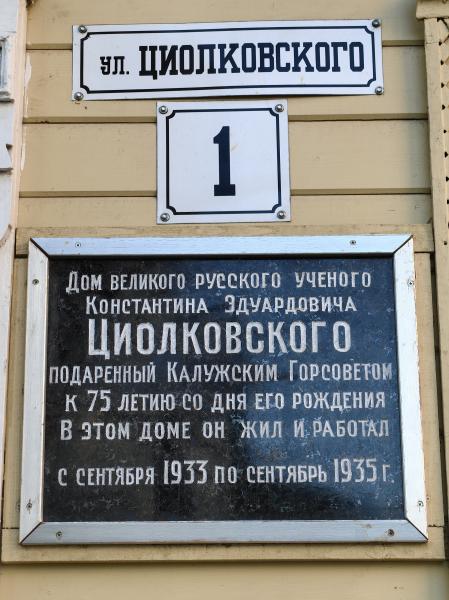 ул. ЦИОЛКОВСКОГО
1
Дом великого русского ученого
Константина Эдуардовича
ЦИОЛКОВСКОГО
подаренный Калужским Горсоветом
к 75 летию со дня его рождения
В этом доме он жил и работал
с сентября 1933 по сентябрь 1935 г.